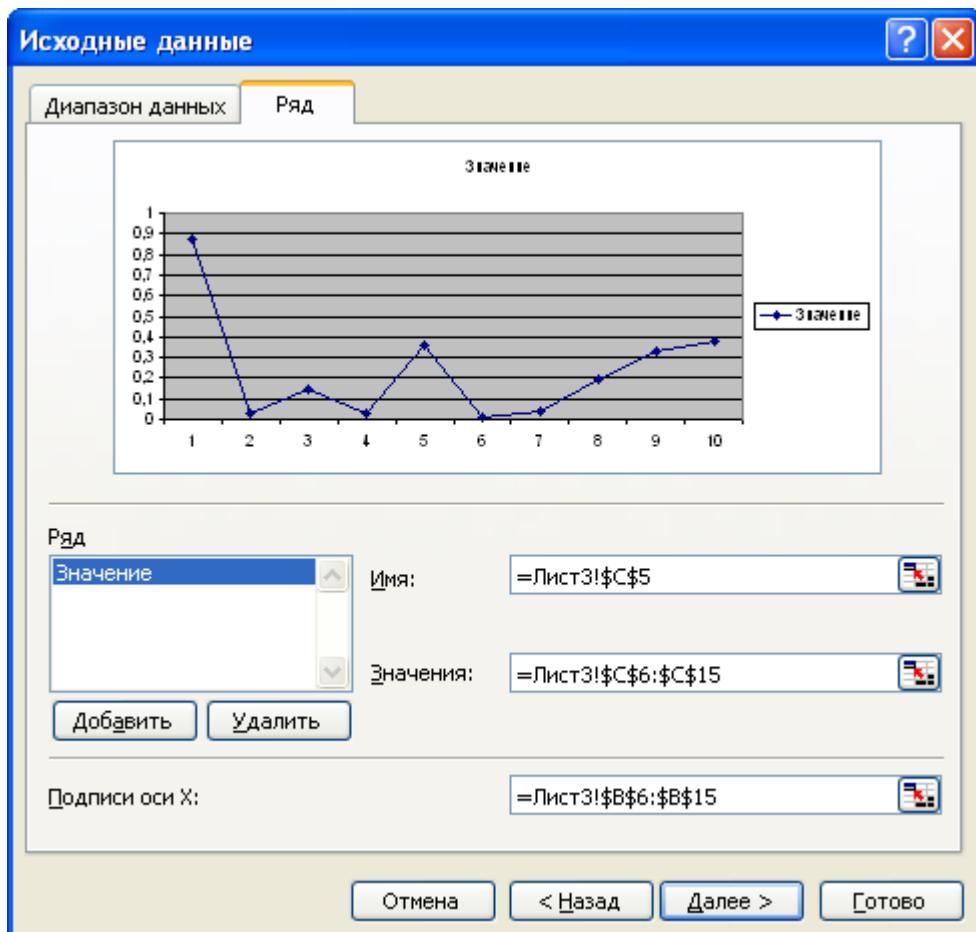 Исходные данные
Диапазон данных
Ряд
Значение
1
0,9
0,8
0,7
0,6
0,5
0,4
0,3
0,2
0,1
0
1 2 3 4 5 6 7 8 9 10
Значение
Ряд
Значение
Имя:
=Лист3!$C$5
Значения:
=Лист3!$C$6:$C$15
Добавить
Удалить
Подписи оси X:
=Лист3!$B$6:$B$15
Отмена
< Назад
Далее >
Готово